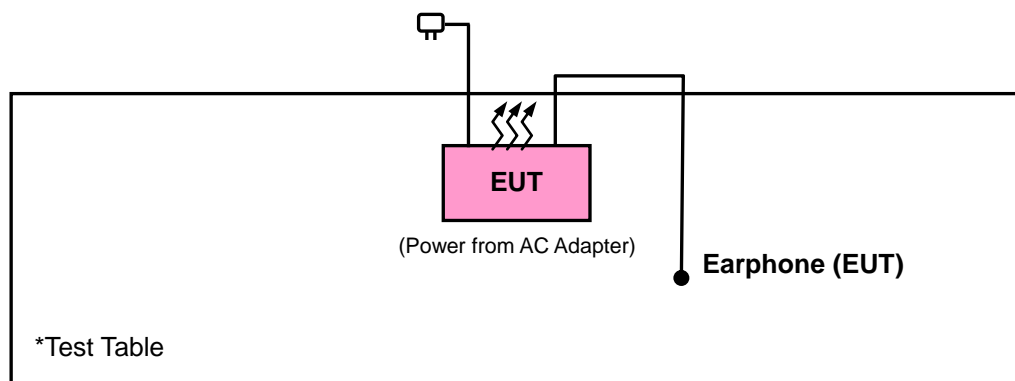 EUT
(Power from AC Adapter)
Earphone (EUT)
*Test Table